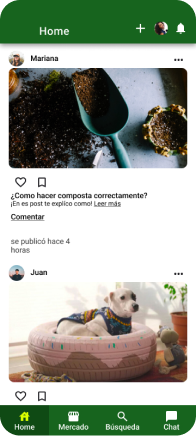 Home
Mariana
¿Como hacer composta correctamente?
¡En es post te explico como! Leer más
Comentar
se publicó hace 4
horas
Juan
Home Mercado Búsqueda Chat